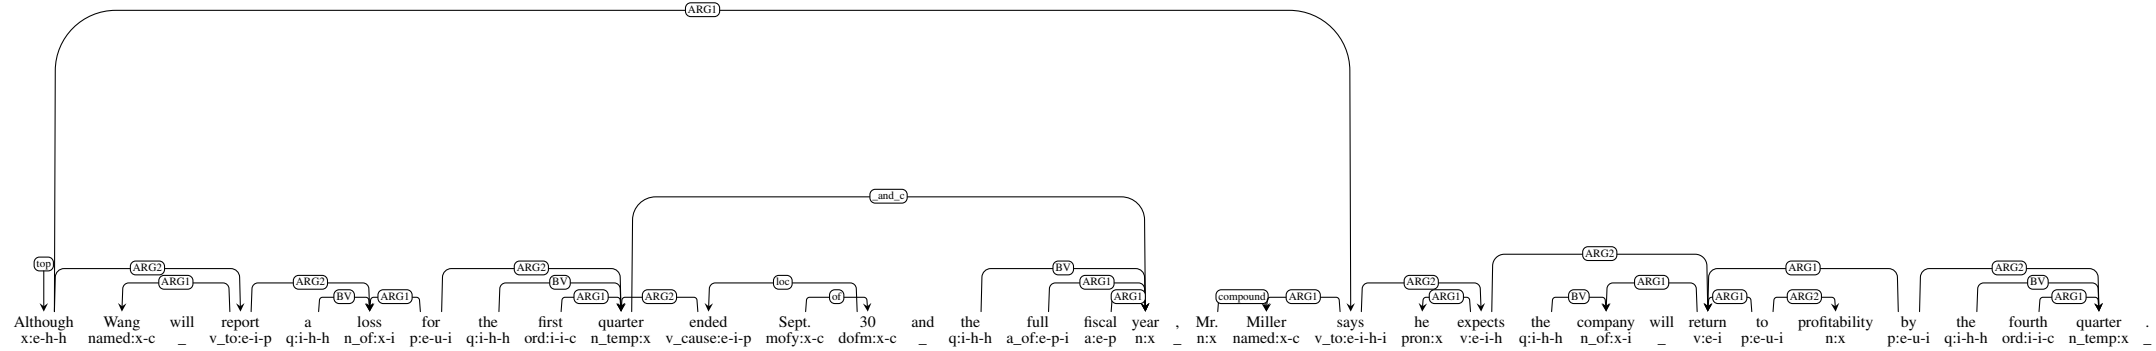 ARG1
_and_c
ARG2
top ARG2 ARG2 BV ARG1 ARG2
ARG1 ARG2 BV loc ARG1 ARG2 ARG1 BV
BV ARG1 ARG1 ARG2 of ARG1 compound ARG1 ARG1 BV ARG1 ARG2 ARG1
Although Wang will report a loss for the first quarter ended Sept. 30 and the full fiscal year , Mr. Miller says he expects the company will return to profitability by the fourth quarter .
x:e-h-h named:x-c _ v_to:e-i-p q:i-h-h n_of:x-i p:e-u-i q:i-h-h ord:i-i-c n_temp:x v_cause:e-i-p mofy:x-c dofm:x-c _ q:i-h-h a_of:e-p-i a:e-p n:x _ n:x named:x-c v_to:e-i-h-i pron:x v:e-i-h q:i-h-h n_of:x-i _ v:e-i p:e-u-i n:x p:e-u-i q:i-h-h ord:i-i-c n_temp:x _